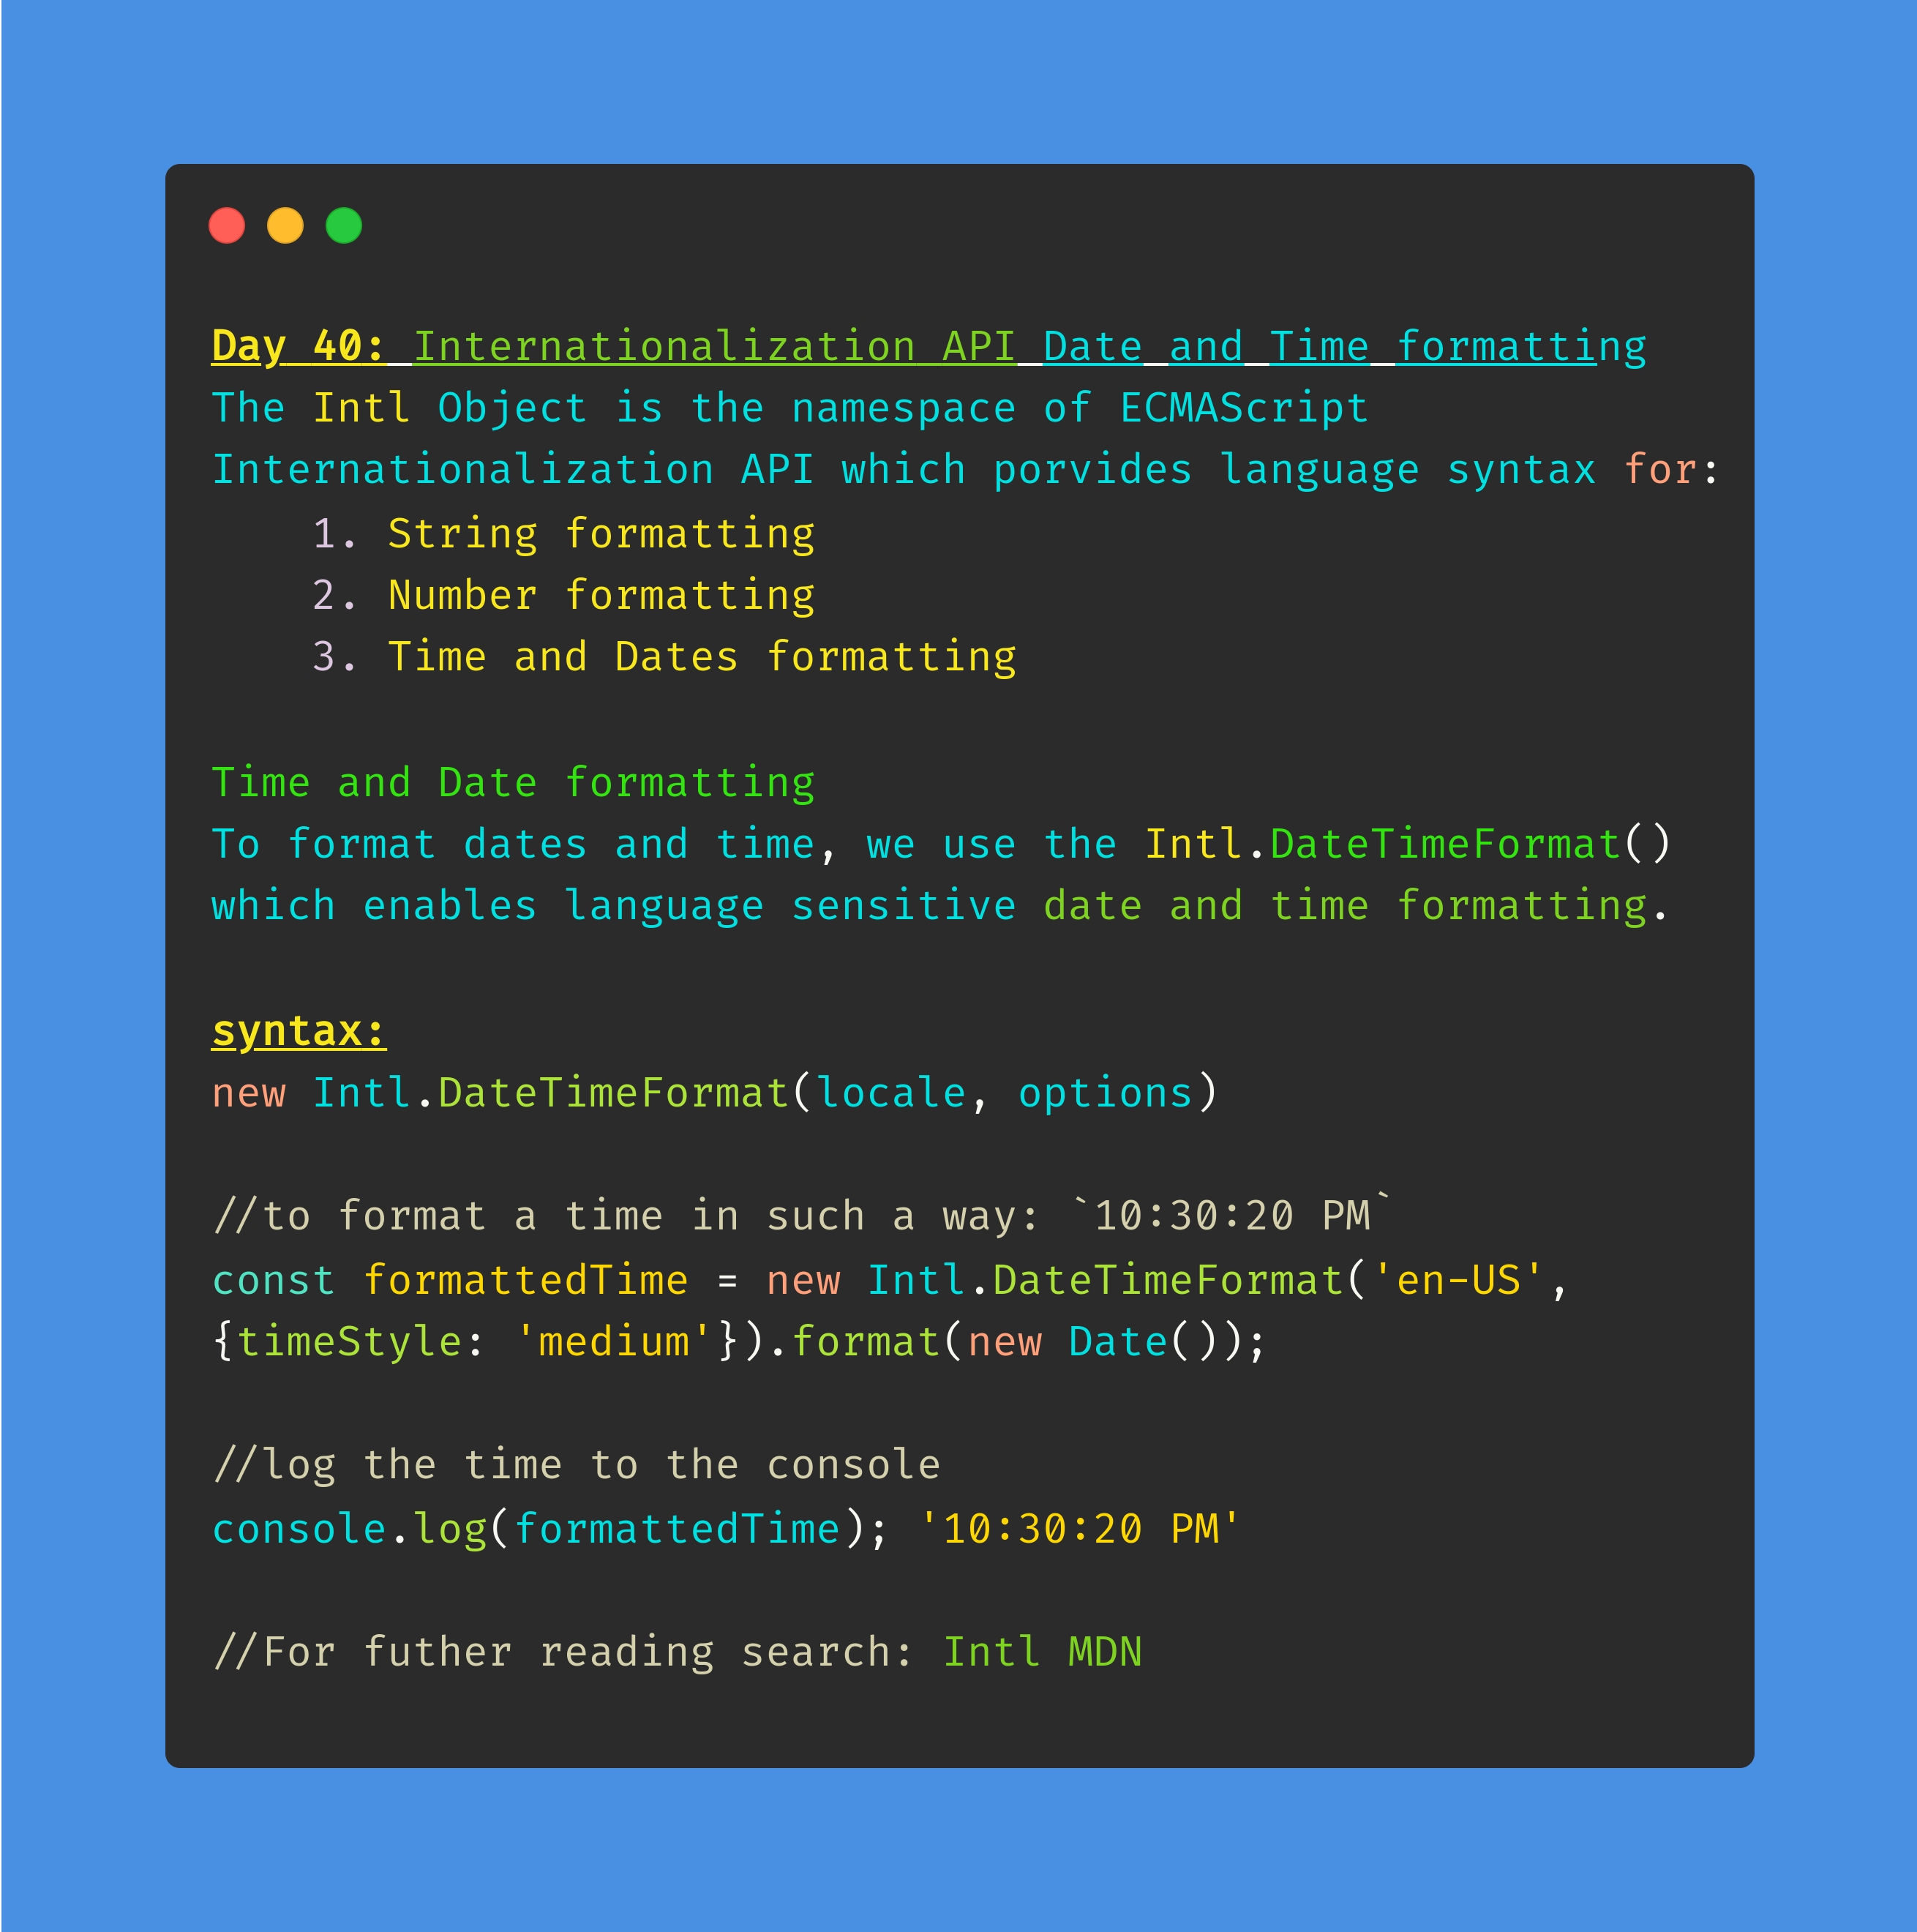 Day 40: Internationalization API Date and Time formatting
The Intl Object is the namespace of ECMAScript
Internationalization API which porvides language syntax for:
1. String formatting
2. Number formatting
3. Time and Dates formatting
Time and Date formatting
To format dates and time, we use the Intl.DateTimeFormat()
which enables language sensitive date and time formatting.
syntax:
new Intl.DateTimeFormat(locale, options)
//to format a time in such a way: `10:30:20 PM`
const formattedTime = new Intl.DateTimeFormat('en-US',
{timeStyle: 'medium'}).format(new Date());
//log the time to the console
console.log(formattedTime); '10:30:20 PM'
//For futher reading search: Intl MDN